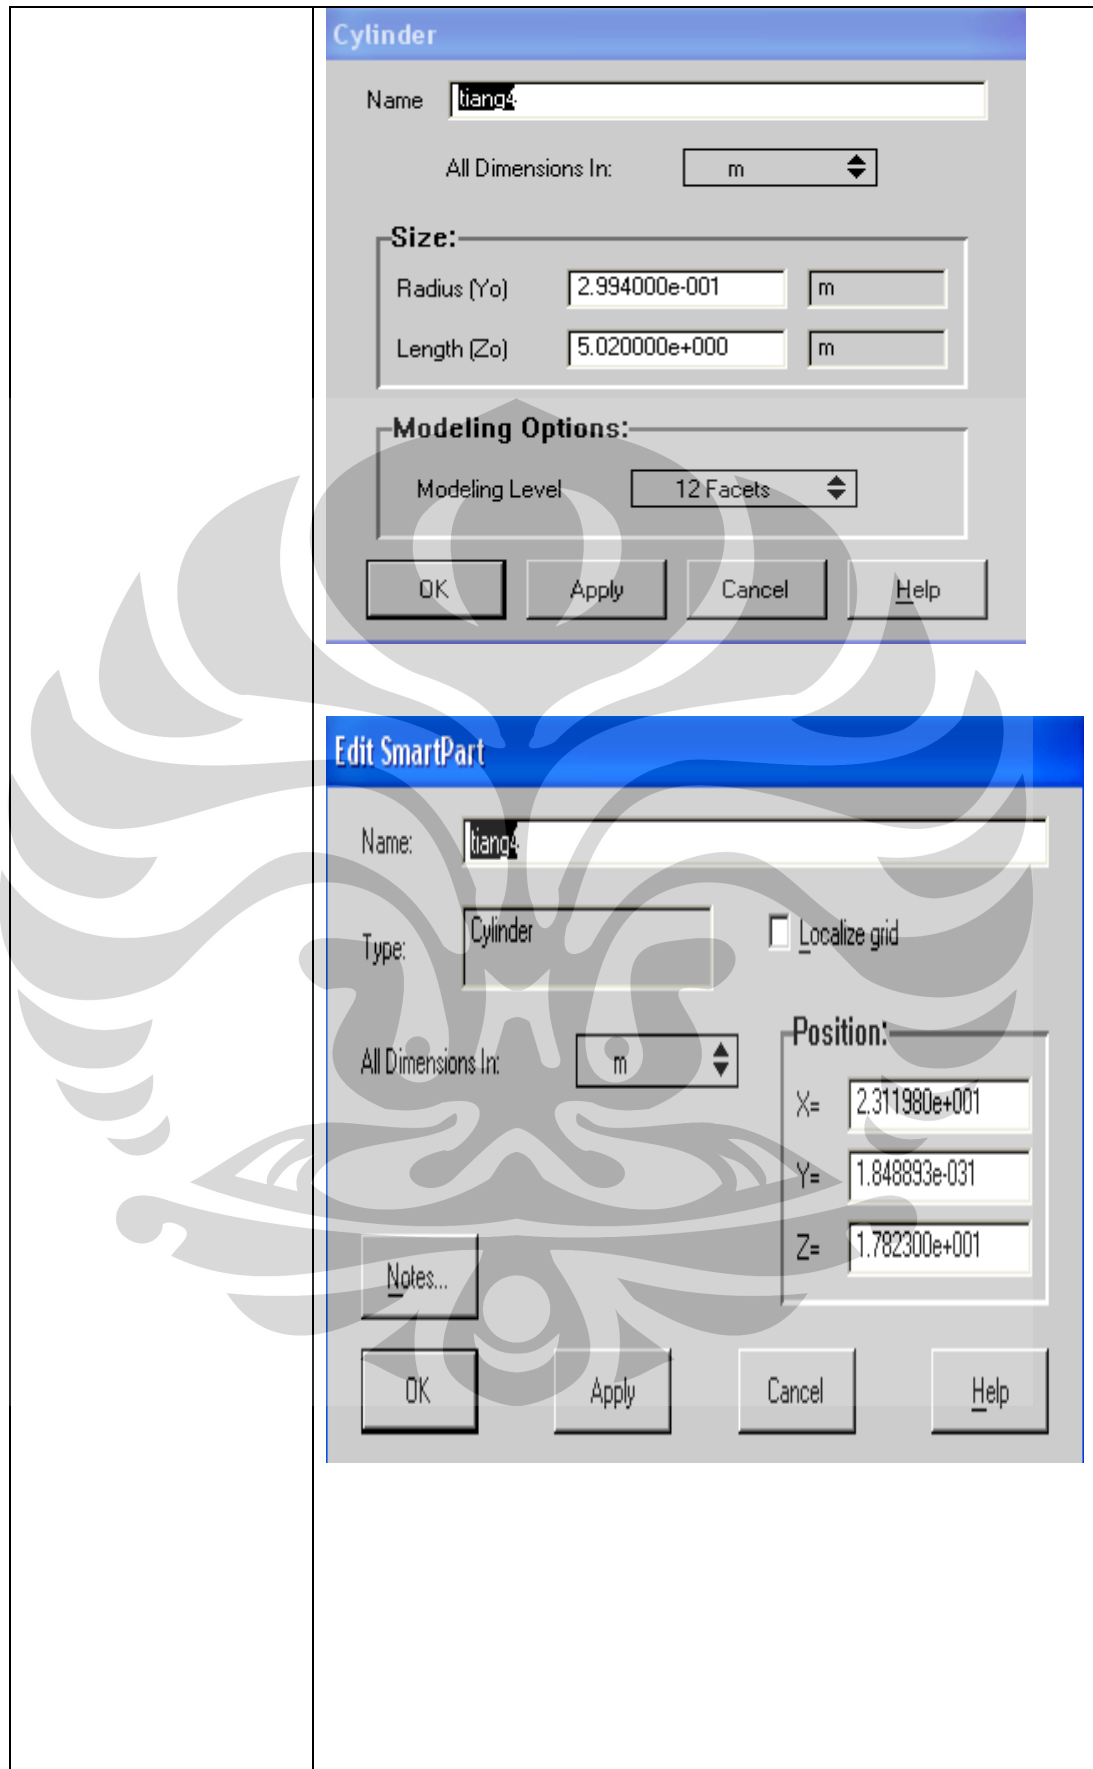 Cylinder
Name tiang4
All Dimensions In: m
Size:
Radius (Yo) 2.994000e-001 m
Length (Zo) 5.020000e+000 m
Modeling Options:
Modeling Level 12 Facets
OK Apply Cancel Help
Edit SmartPart
Name: tiang4
Type: Cylinder Localize grid
Position:
All Dimensions In: m
X= 2.311980e+001
Y= 1.848893e-031
Z= 1.782300e+001
Notes...
OK Apply Cancel Help